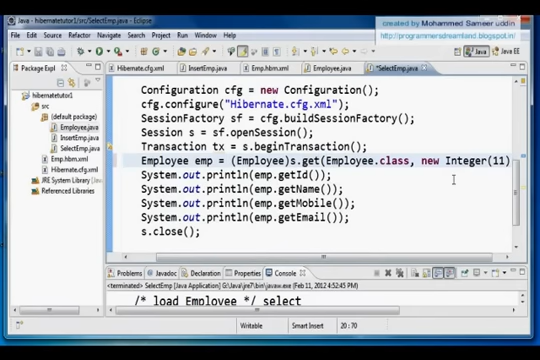 Java - hibernatetutor1/src/SelectEmp.java - Eclipse
created by Mohammed Sameer Uddin
http://programmersdreamland.blogspot.in/
File Edit Source Refactor Navigate Search Project Run Window Help
Java Java EE
Package Expl
Hibernate.cfg.xml InsertEmp.java Emp.hbm.xml Employee.java *SelectEmp.java
hibernatetutor1
src
(default package)
Employee.java
InsertEmp.java
SelectEmp.java
Emp.hbm.xml
Hibernate.cfg.xml
JRE System Library
Referenced Libraries
Configuration cfg = new Configuration();
cfg.configure("Hibernate.cfg.xml");
SessionFactory sf = cfg.buildSessionFactory();
Session s = sf.openSession();
Transaction tx = s.beginTransaction();
Employee emp = (Employee)s.get(Employee.class, new Integer(11)
System.out.println(emp.getId());
System.out.println(emp.getName());
System.out.println(emp.getMobile());
System.out.println(emp.getEmail());
s.close();
Problems Javadoc Declaration Properties Console
<terminated> SelectEmp [Java Application] G:\Java\jre7\bin\javaw.exe (Feb 11, 2012 4:52:45 PM)
/* load Employee */ select
Writable Smart Insert 20 : 70